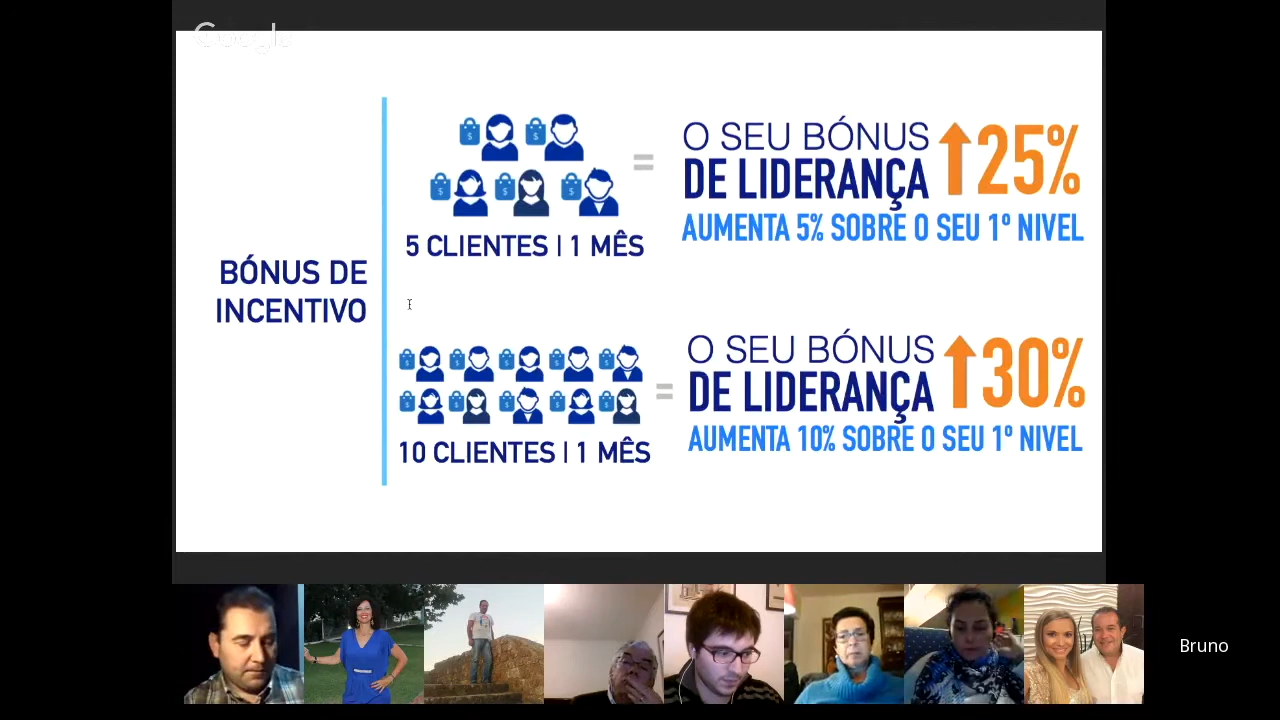 Google
BÓNUS DE
INCENTIVO
5 CLIENTES | 1 MÊS
=
O SEU BÓNUS
DE LIDERANÇA
25%
AUMENTA 5% SOBRE O SEU 1º NIVEL
10 CLIENTES | 1 MÊS
=
O SEU BÓNUS
DE LIDERANÇA
30%
AUMENTA 10% SOBRE O SEU 1º NIVEL
Bruno